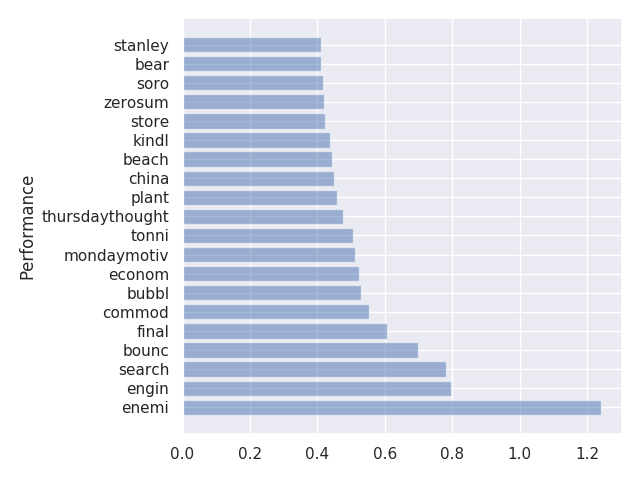 Performance
stanley
bear
soro
zerosum
store
kindl
beach
china
plant
thursdaythought
tonni
mondaymotiv
econom
bubbl
commod
final
bounc
search
engin
enemi
0.0 0.2 0.4 0.6 0.8 1.0 1.2